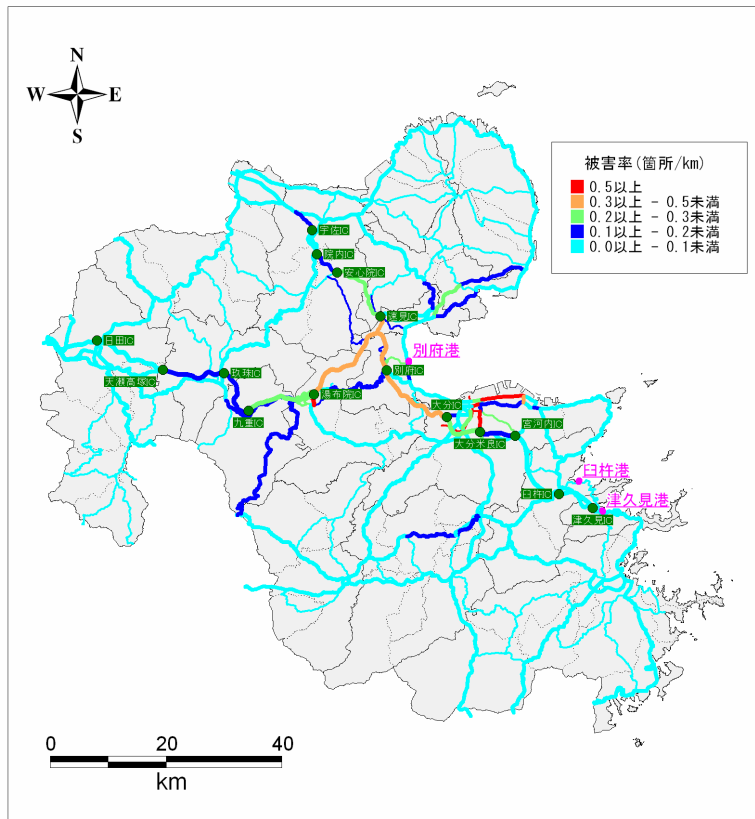 N
W E
S
被害率(箇所/km)
0.5以上
0.3以上 - 0.5未満
0.2以上 - 0.3未満
0.1以上 - 0.2未満
0.0以上 - 0.1未満
宇佐IC
院内IC
安心院IC
速見IC
日田IC
別府港
天瀬高塚IC
玖珠IC
別府IC
湯布院IC
九重IC
大分IC
宮河内IC
大分米良IC
臼杵港
臼杵IC
津久見港
津久見IC
0 20 40
km